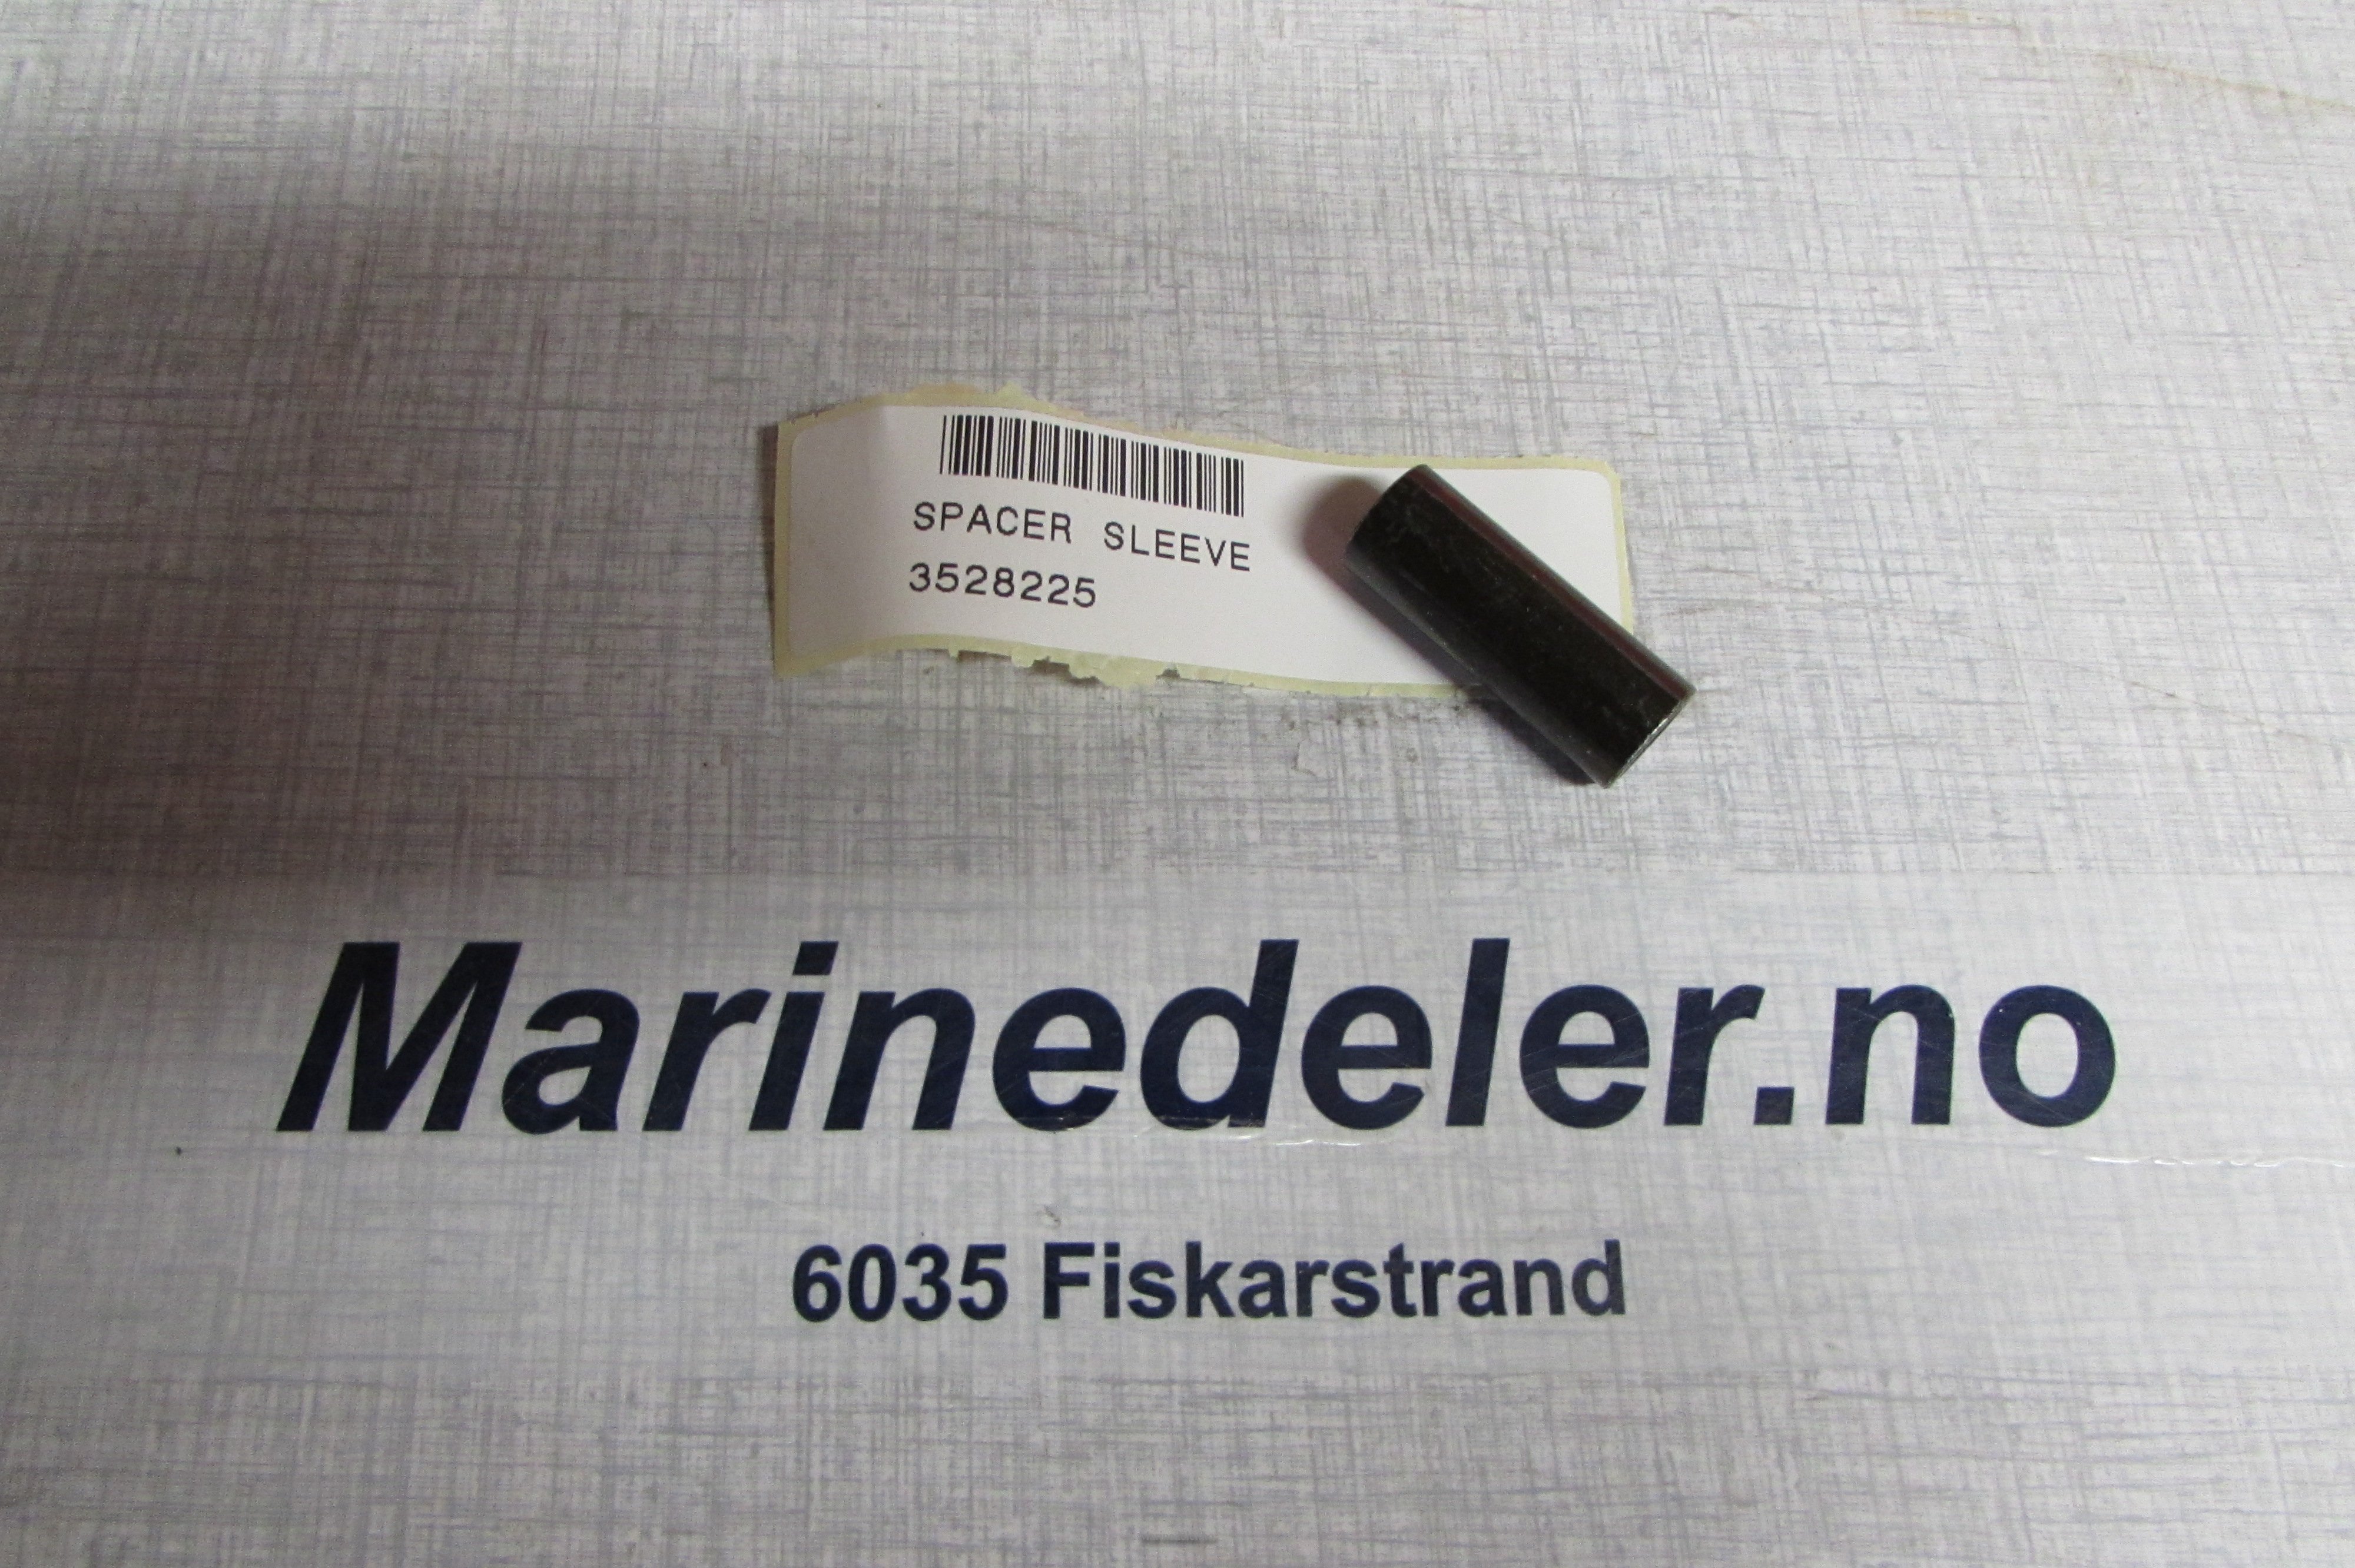 SPACER SLEEVE
3528225
Marinedeler.no
6035 Fiskarstrand